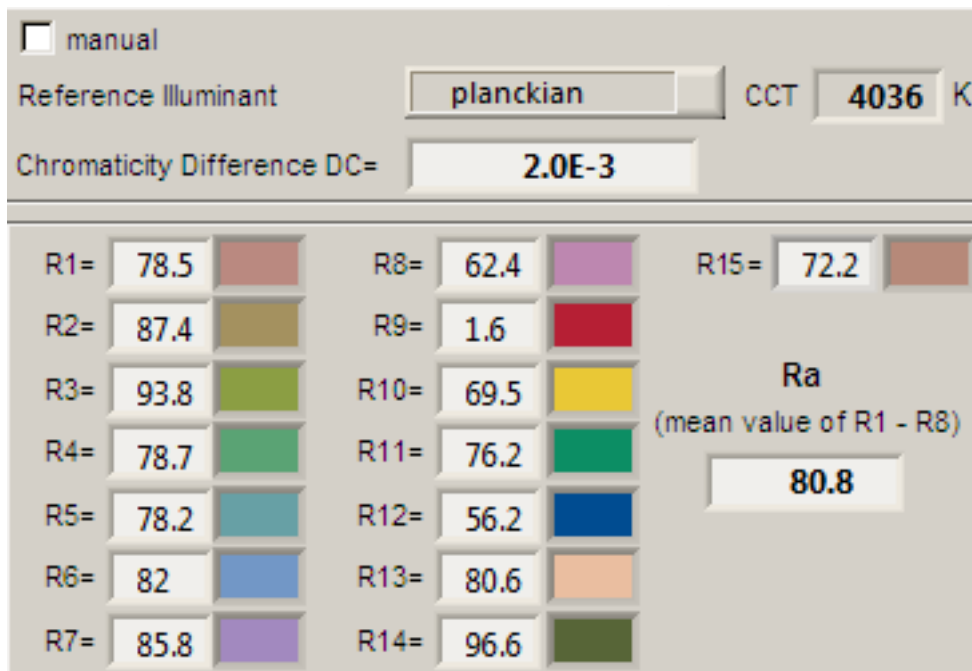 manual
Reference Illuminant planckian CCT 4036 K
Chromaticity Difference DC= 2.0E-3
R1= 78.5 R8= 62.4 R15= 72.2
R2= 87.4 R9= 1.6
R3= 93.8 R10= 69.5 Ra
(mean value of R1 - R8)
R4= 78.7 R11= 76.2
80.8
R5= 78.2 R12= 56.2
R6= 82 R13= 80.6
R7= 85.8 R14= 96.6